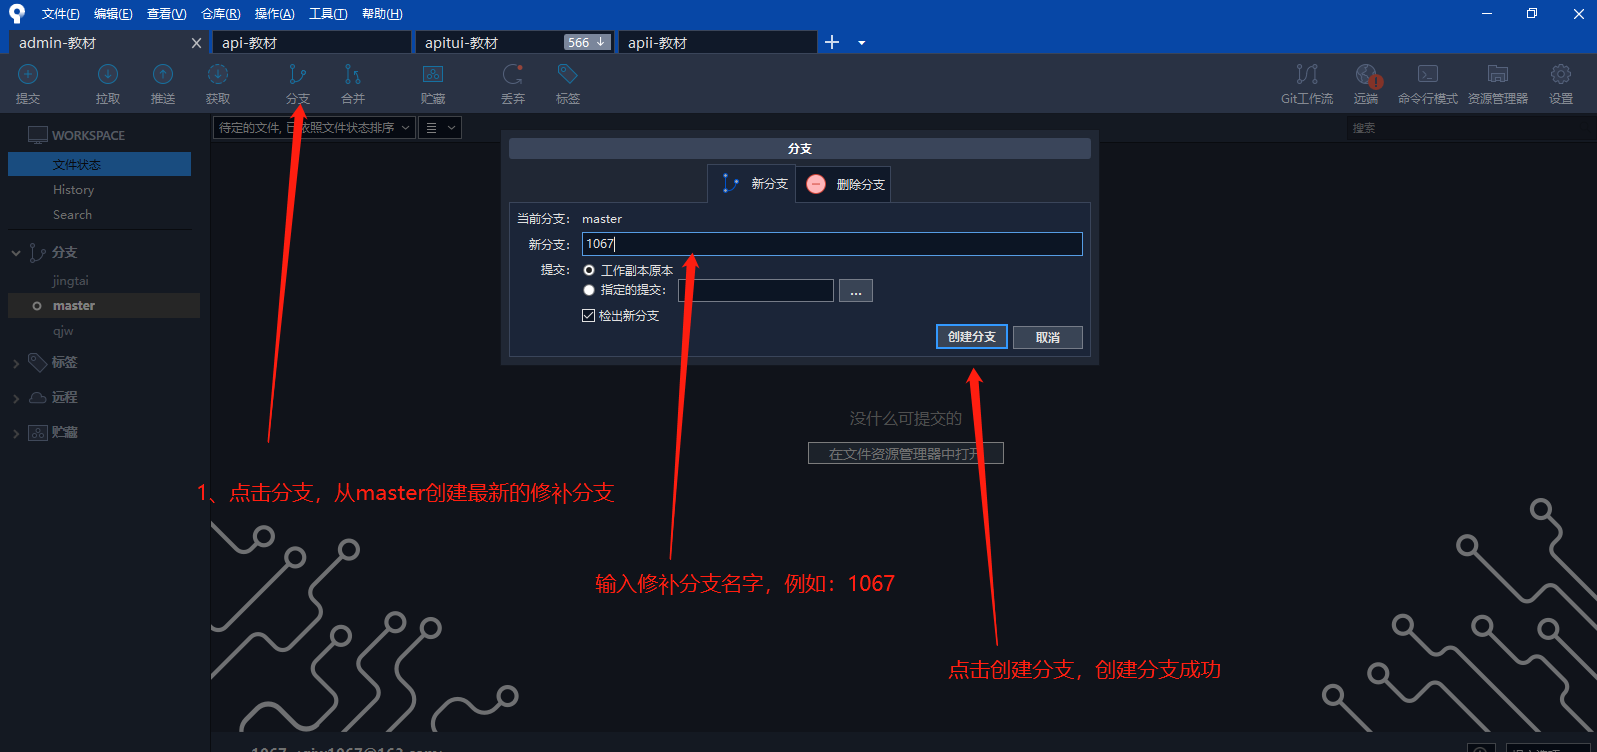 文件(F) 编辑(E) 查看(V) 仓库(R) 操作(A) 工具(T) 帮助(H)
admin-教材 api-教材 apitui-教材 566 apii-教材
提交 拉取 推送 获取 分支 合并 贮藏 丢弃 标签 Git工作流 远端 命令行模式 资源管理器 设置
WORKSPACE
待定的文件, 已依照文件状态排序
搜索
文件状态
History
Search
分支
jingtai
master
qjw
标签
远程
贮藏
分支
新分支 删除分支
当前分支: master
新分支: 1067
提交: 工作副本原本
指定的提交: ...
检出新分支
创建分支 取消
没什么可提交的
在文件资源管理器中打开
1、点击分支，从master创建最新的修补分支
输入修补分支名字，例如：1067
点击创建分支，创建分支成功